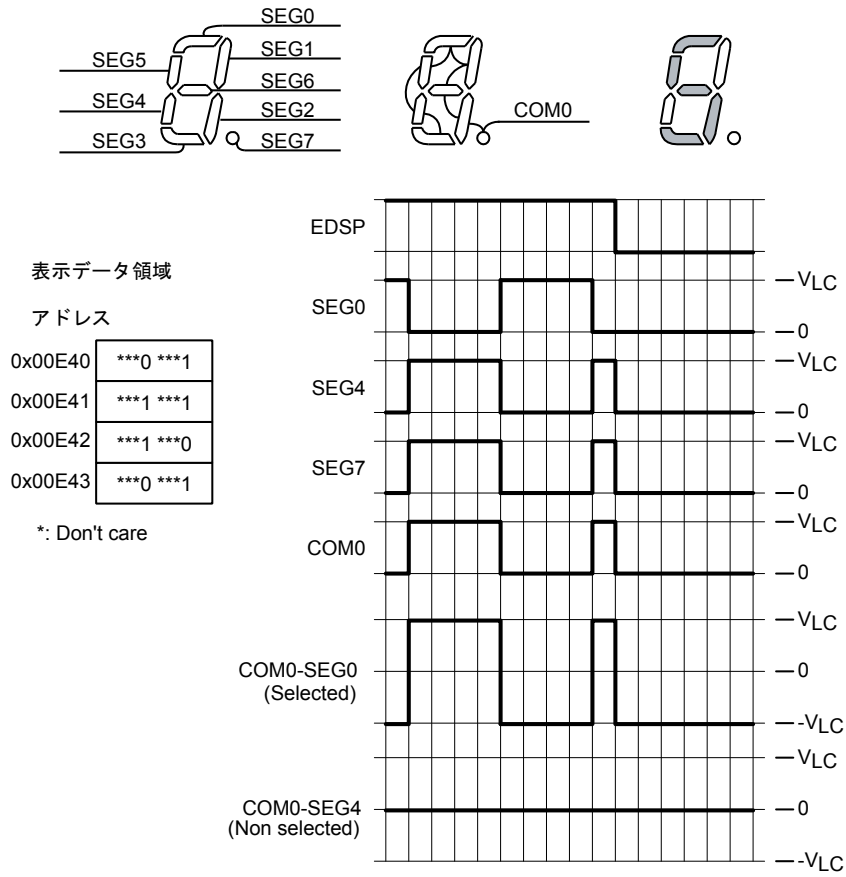 SEG0
SEG1
SEG5
SEG6
SEG4
SEG2
SEG3
SEG7
COM0
EDSP
表示データ領域
アドレス
0x00E40 ***0 ***1
0x00E41 ***1 ***1
0x00E42 ***1 ***0
0x00E43 ***0 ***1
*: Don't care
SEG0
VLC
0
SEG4
VLC
0
SEG7
VLC
0
COM0
VLC
0
COM0-SEG0
(Selected)
VLC
0
-VLC
COM0-SEG4
(Non selected)
VLC
0
-VLC